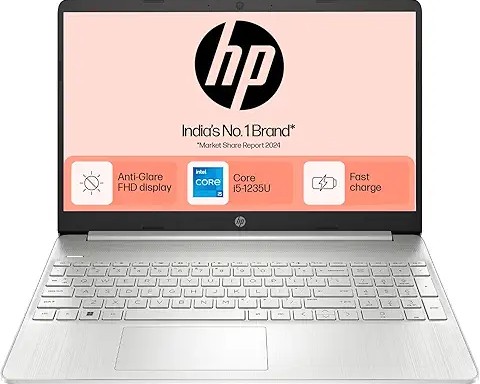 hp
India's No.1 Brand*
*Market Share Report 2024
Anti-Glare
FHD display
intel
CORE
i5
Core
i5-1235U
Fast
charge
hp